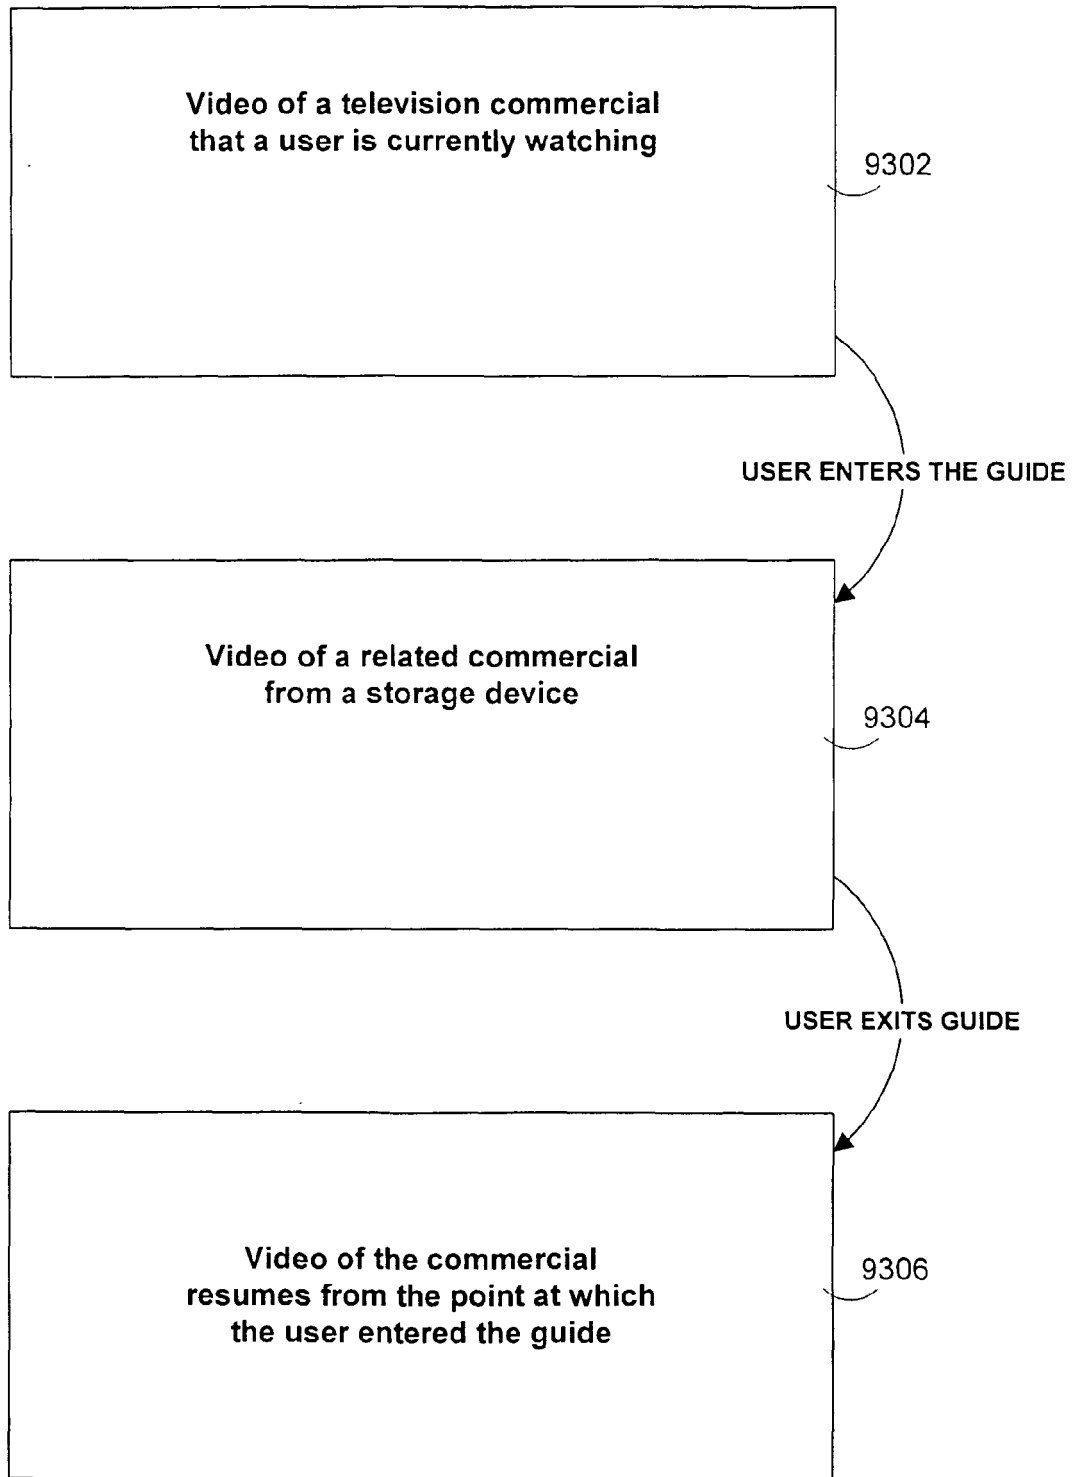 Video of a television commercial
that a user is currently watching
9302
USER ENTERS THE GUIDE
Video of a related commercial
from a storage device
9304
USER EXITS GUIDE
Video of the commercial
resumes from the point at which
the user entered the guide
9306